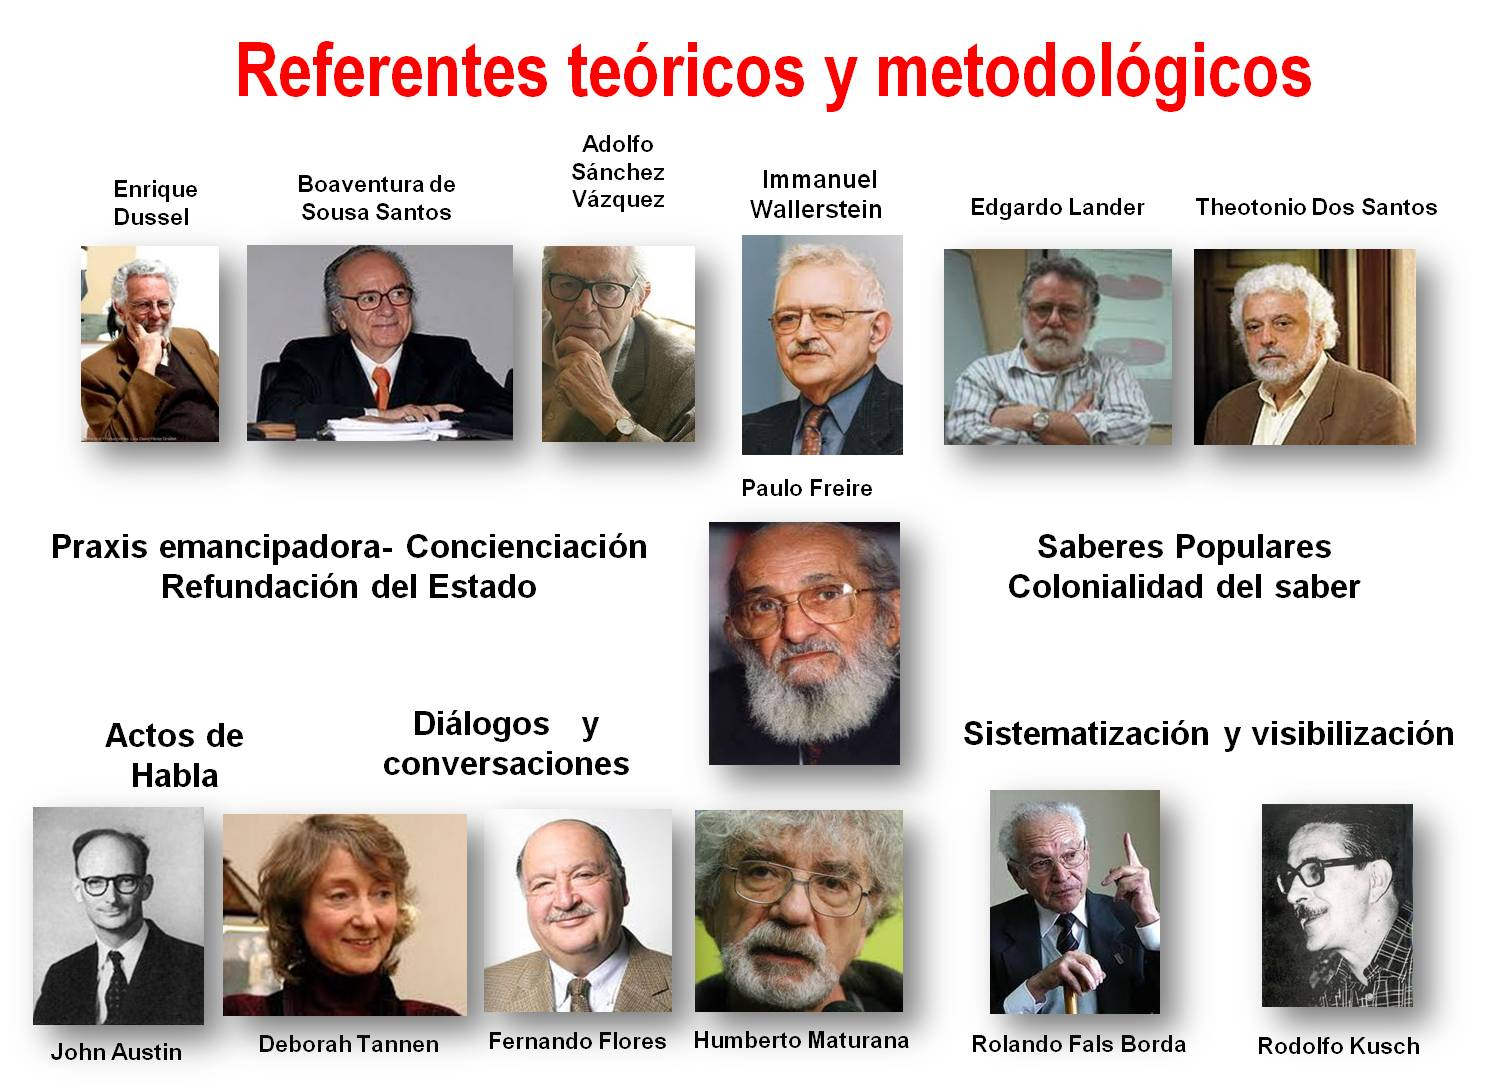 Referentes teóricos y metodológicos
Enrique
Dussel
Boaventura de
Sousa Santos
Adolfo
Sánchez
Vázquez
Immanuel
Wallerstein
Edgardo Lander
Theotonio Dos Santos
Paulo Freire
Praxis emancipadora- Concienciación
Refundación del Estado
Saberes Populares
Colonialidad del saber
Actos de
Habla
Diálogos y
conversaciones
Sistematización y visibilización
John Austin
Deborah Tannen
Fernando Flores
Humberto Maturana
Rolando Fals Borda
Rodolfo Kusch